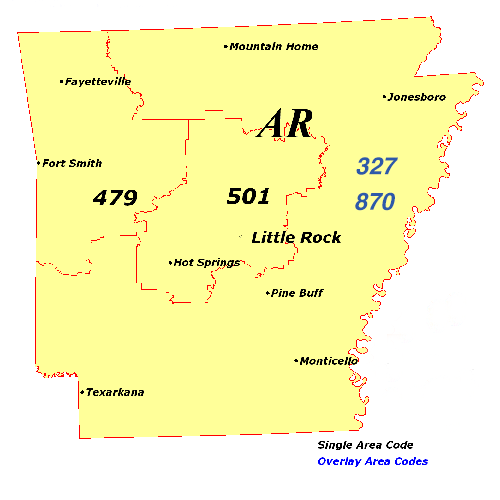 Mountain Home
Fayetteville
Jonesboro
AR
Fort Smith
327
479
501
870
Little Rock
Hot Springs
Pine Buff
Monticello
Texarkana
Single Area Code
Overlay Area Codes